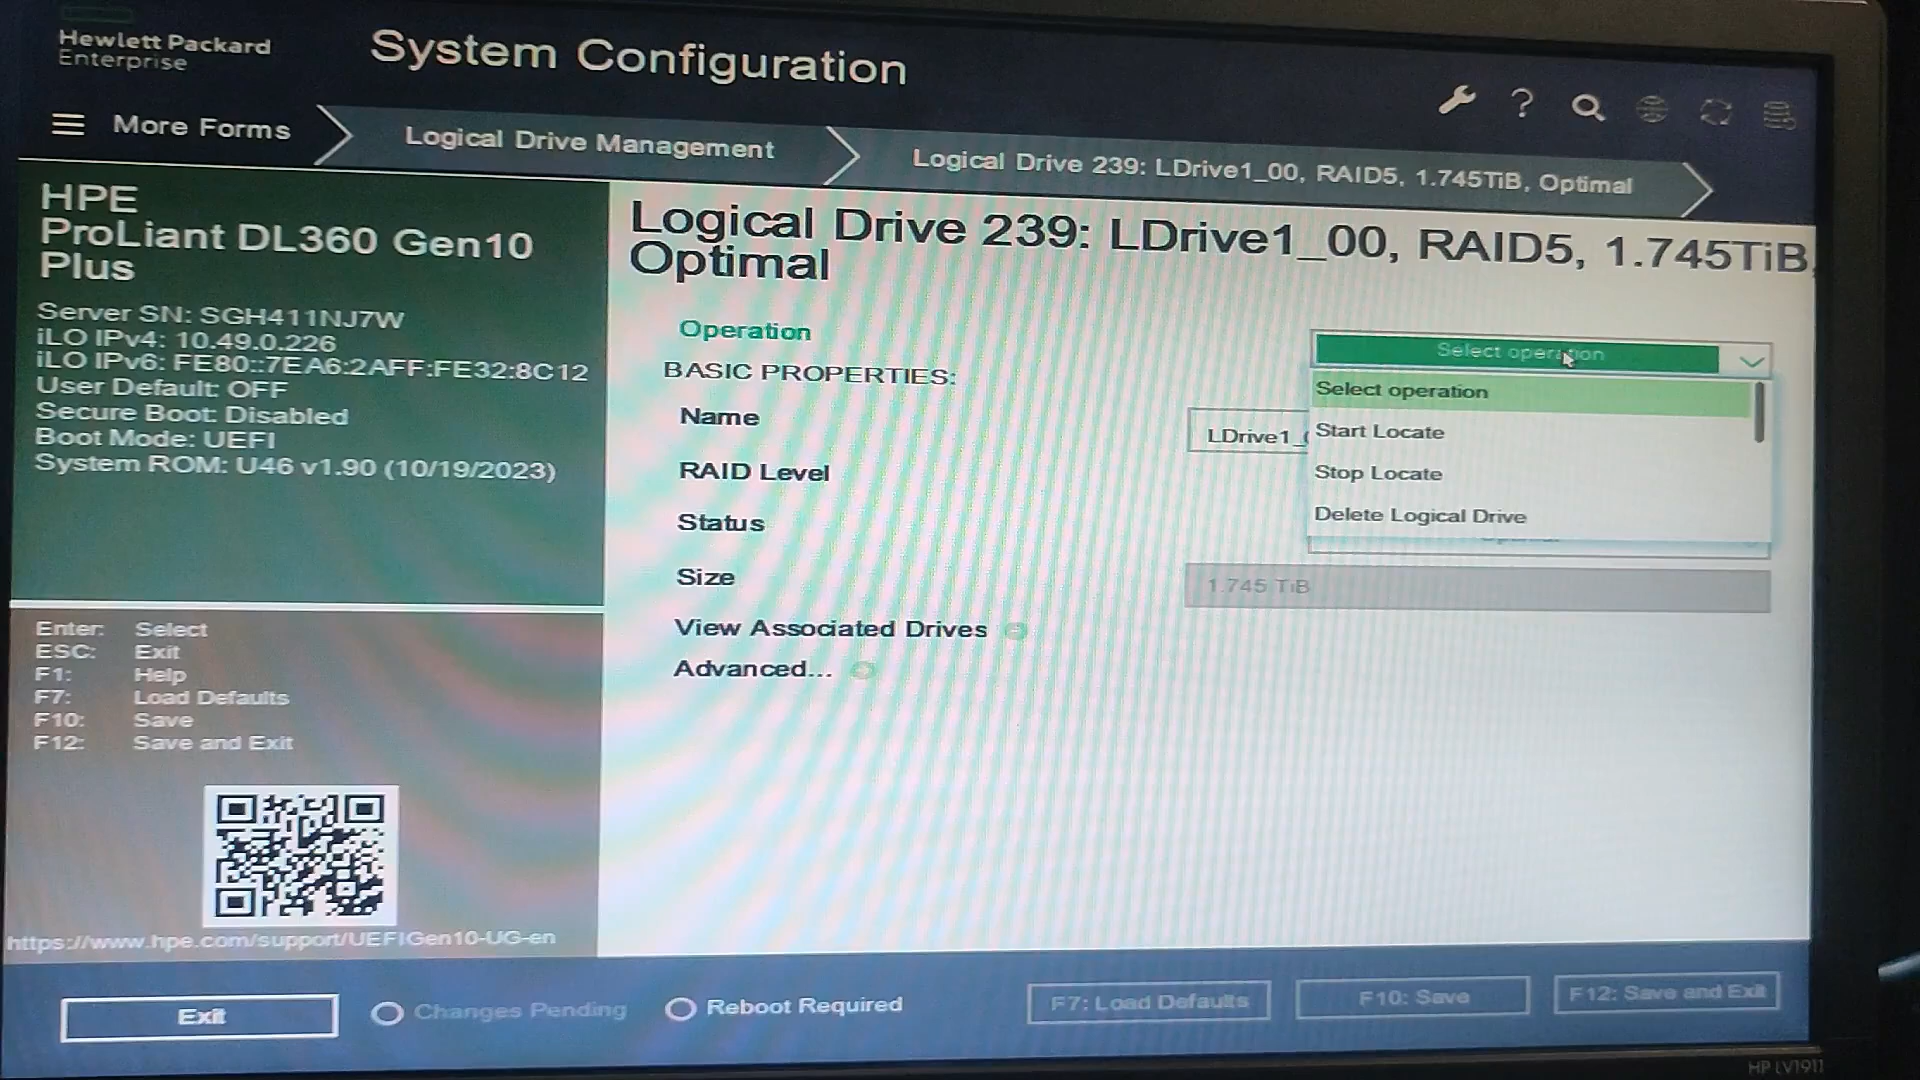 Hewlett Packard
Enterprise
System Configuration
?
More Forms
Logical Drive Management
Logical Drive 239: LDrive1_00, RAID5, 1.745TiB, Optimal
HPE
ProLiant DL360 Gen10
Plus
Server SN: SGH411NJ7W
iLO IPv4: 10.49.0.226
iLO IPv6: FE80::7EA6:2AFF:FE32:8C12
User Default: OFF
Secure Boot: Disabled
Boot Mode: UEFI
System ROM: U46 v1.90 (10/19/2023)
Enter: Select
ESC: Exit
F1: Help
F7: Load Defaults
F10: Save
F12: Save and Exit
https://www.hpe.com/support/UEFIGen10-UG-en
Logical Drive 239: LDrive1_00, RAID5, 1.745TiB,
Optimal
Operation
Select operation
BASIC PROPERTIES:
Select operation
Name
LDrive1_
Start Locate
RAID Level
Stop Locate
Status
Delete Logical Drive
Size
1.745 TiB
View Associated Drives
Advanced...
Exit
Changes Pending
Reboot Required
F7: Load Defaults
F10: Save
F12: Save and Exit
HP LV1911